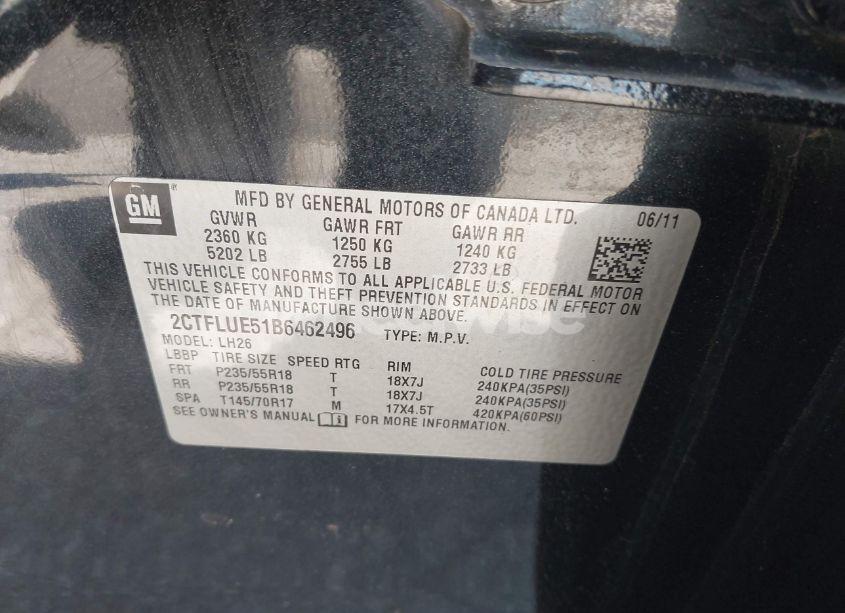 GM
MFD BY GENERAL MOTORS OF CANADA LTD. 06/11
GVWR GAWR FRT GAWR RR
2360 KG 1250 KG 1240 KG
5202 LB 2755 LB 2733 LB
THIS VEHICLE CONFORMS TO ALL APPLICABLE U.S. FEDERAL MOTOR
VEHICLE SAFETY AND THEFT PREVENTION STANDARDS IN EFFECT ON
THE DATE OF MANUFACTURE SHOWN ABOVE.
2CTFLUE51B6462496 TYPE: M.P.V.
MODEL: LH26
LBBP TIRE SIZE SPEED RTG RIM COLD TIRE PRESSURE
FRT P235/55R18 T 18X7J 240KPA(35PSI)
RR P235/55R18 T 18X7J 240KPA(35PSI)
SPA T145/70R17 M 17X4.5T 420KPA(60PSI)
SEE OWNER'S MANUAL FOR MORE INFORMATION.